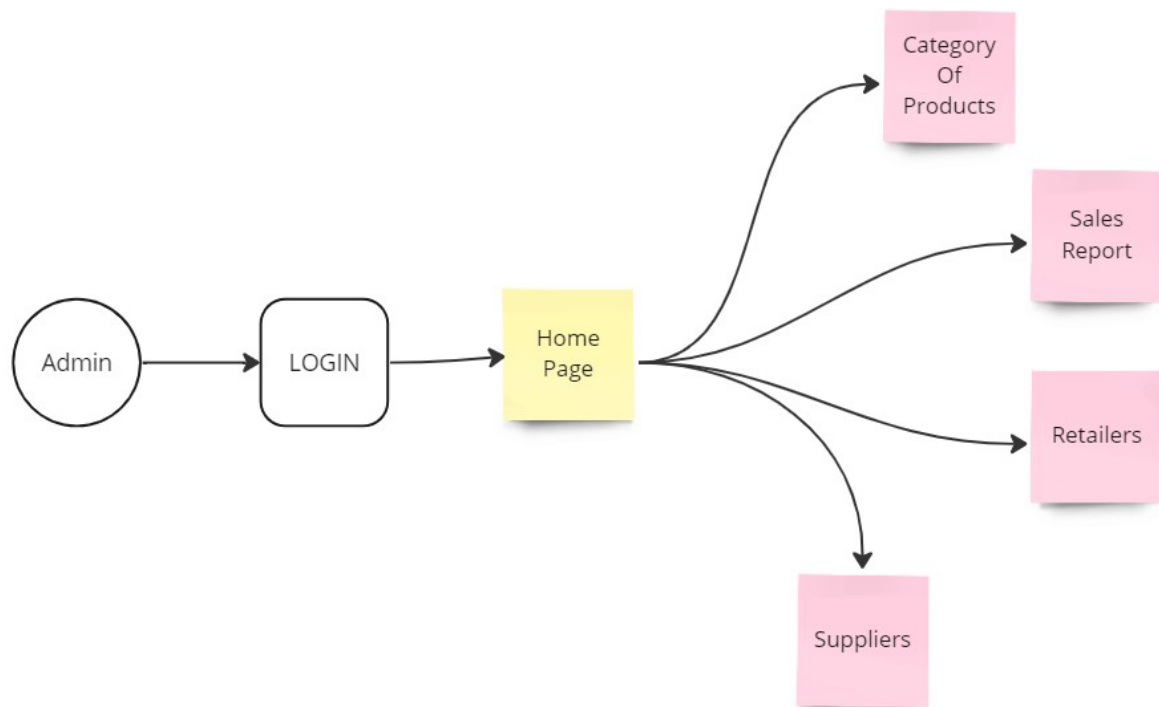 Admin
LOGIN
Home
Page
Category
Of
Products
Sales
Report
Retailers
Suppliers